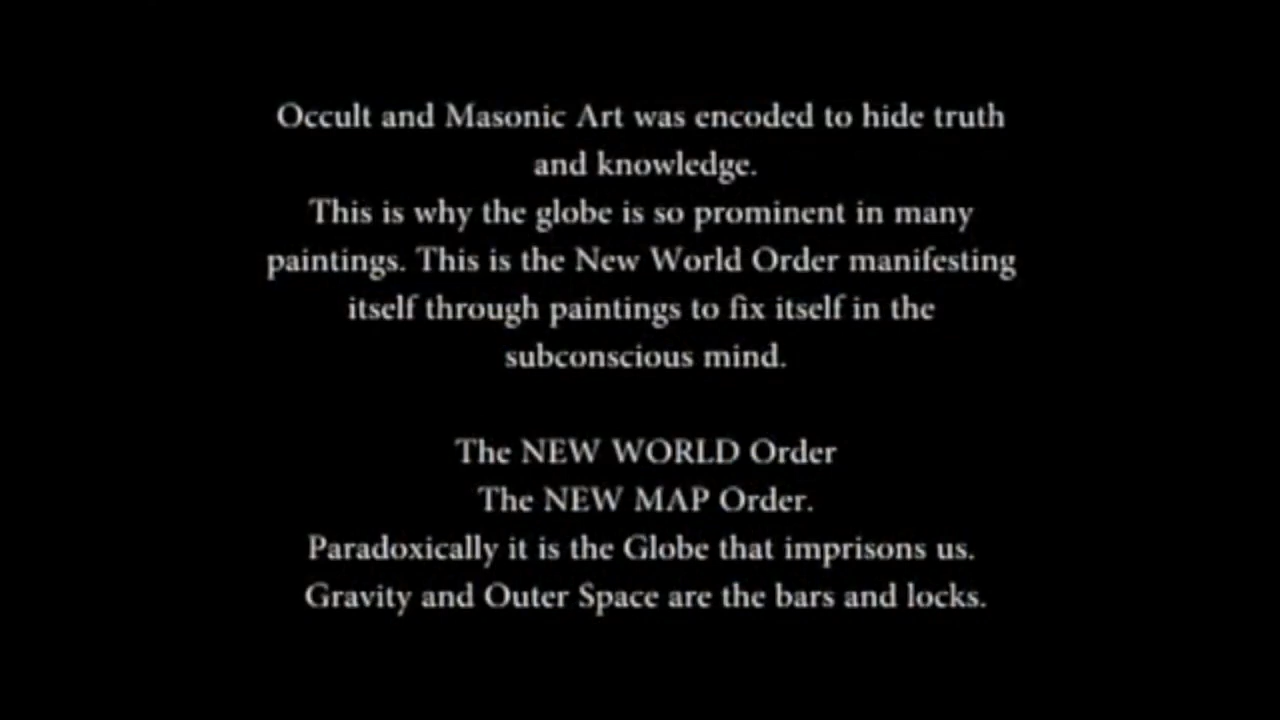 Occult and Masonic Art was encoded to hide truth
and knowledge.
This is why the globe is so prominent in many
paintings. This is the New World Order manifesting
itself through paintings to fix itself in the
subconscious mind.
The NEW WORLD Order
The NEW MAP Order.
Paradoxically it is the Globe that imprisons us.
Gravity and Outer Space are the bars and locks.